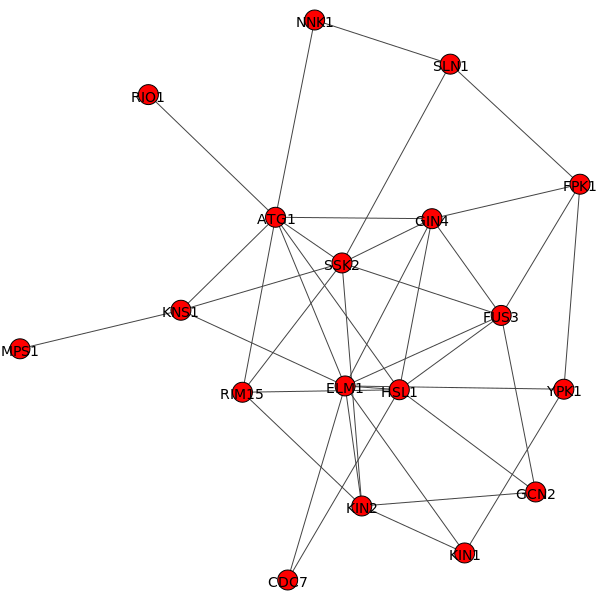 NNK1
SLN1
RIO1
FPK1
ATG1
GIN4
SSK2
KNS1
FUS3
MPS1
ELM1
HSL1
RIM15
YPK1
GCN2
KIN2
KIN1
CDC7